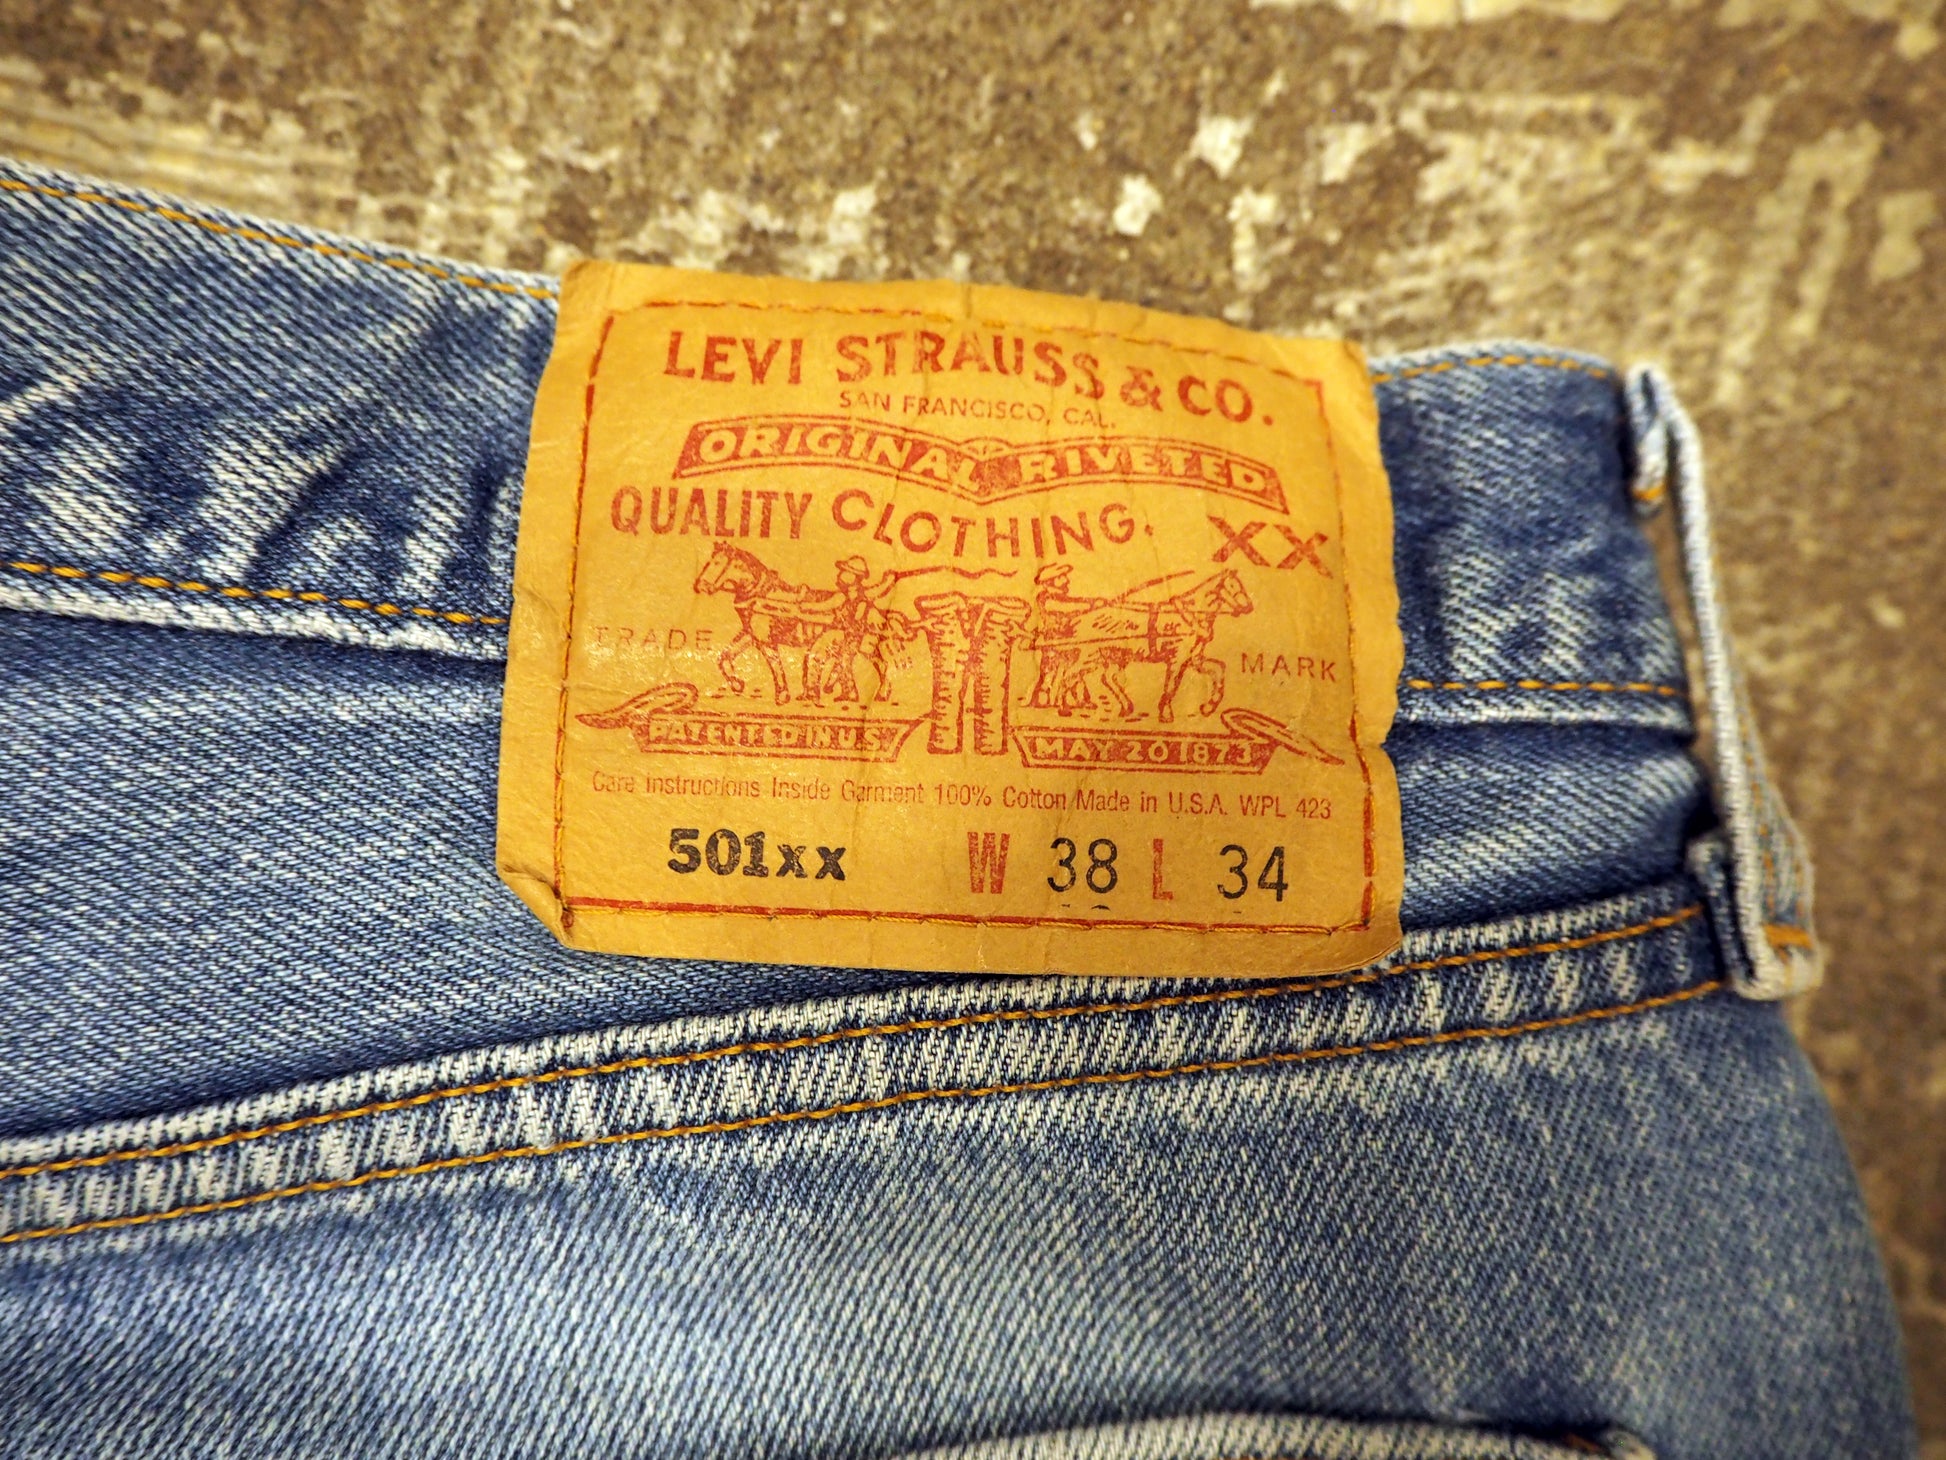 LEVI STRAUSS & CO.
SAN FRANCISCO, CAL.
ORIGINAL RIVETED
QUALITY CLOTHING. XX
TRADE MARK
PATENTED IN U.S. MAY 20 1873
Care Instructions Inside Garment 100% Cotton Made in U.S.A. WPL 423
501xx W 38 L 34